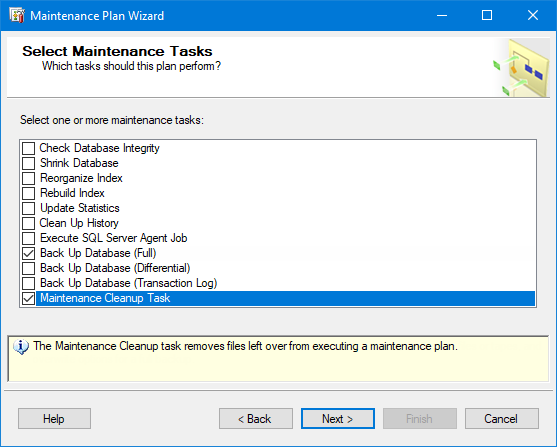 Maintenance Plan Wizard
Select Maintenance Tasks
Which tasks should this plan perform?
Select one or more maintenance tasks:
Check Database Integrity
Shrink Database
Reorganize Index
Rebuild Index
Update Statistics
Clean Up History
Execute SQL Server Agent Job
Back Up Database (Full)
Back Up Database (Differential)
Back Up Database (Transaction Log)
Maintenance Cleanup Task
The Maintenance Cleanup task removes files left over from executing a maintenance plan.
Help < Back Next > Finish Cancel